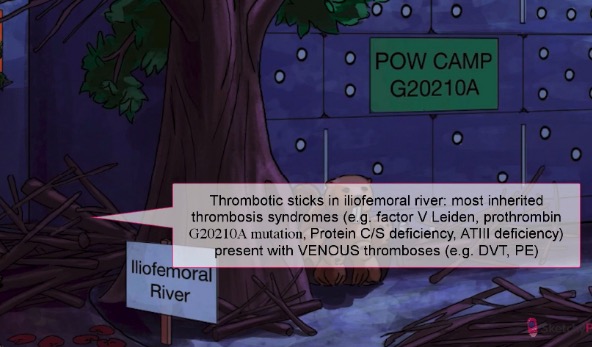 POW CAMP
G20210A
Thrombotic sticks in iliofemoral river: most inherited
thrombosis syndromes (e.g. factor V Leiden, prothrombin
G20210A mutation, Protein C/S deficiency, ATIII deficiency)
present with VENOUS thromboses (e.g. DVT, PE)
Iliofemoral
River